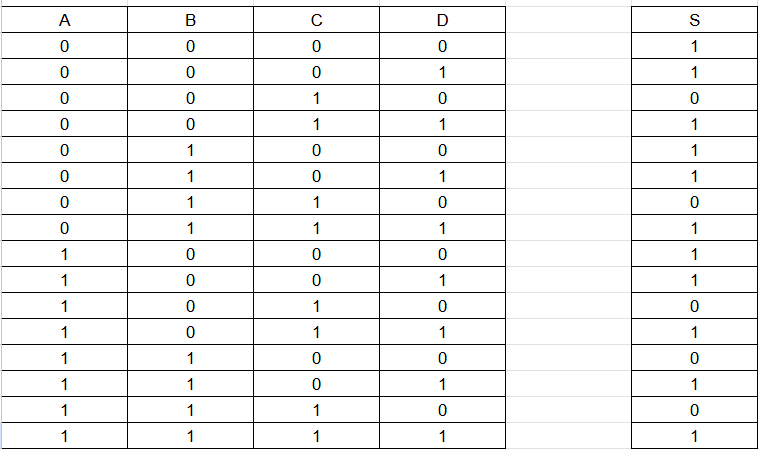 A B C D S
0 0 0 0 1
0 0 0 1 1
0 0 1 0 0
0 0 1 1 1
0 1 0 0 1
0 1 0 1 1
0 1 1 0 0
0 1 1 1 1
1 0 0 0 1
1 0 0 1 1
1 0 1 0 0
1 0 1 1 1
1 1 0 0 0
1 1 0 1 1
1 1 1 0 0
1 1 1 1 1